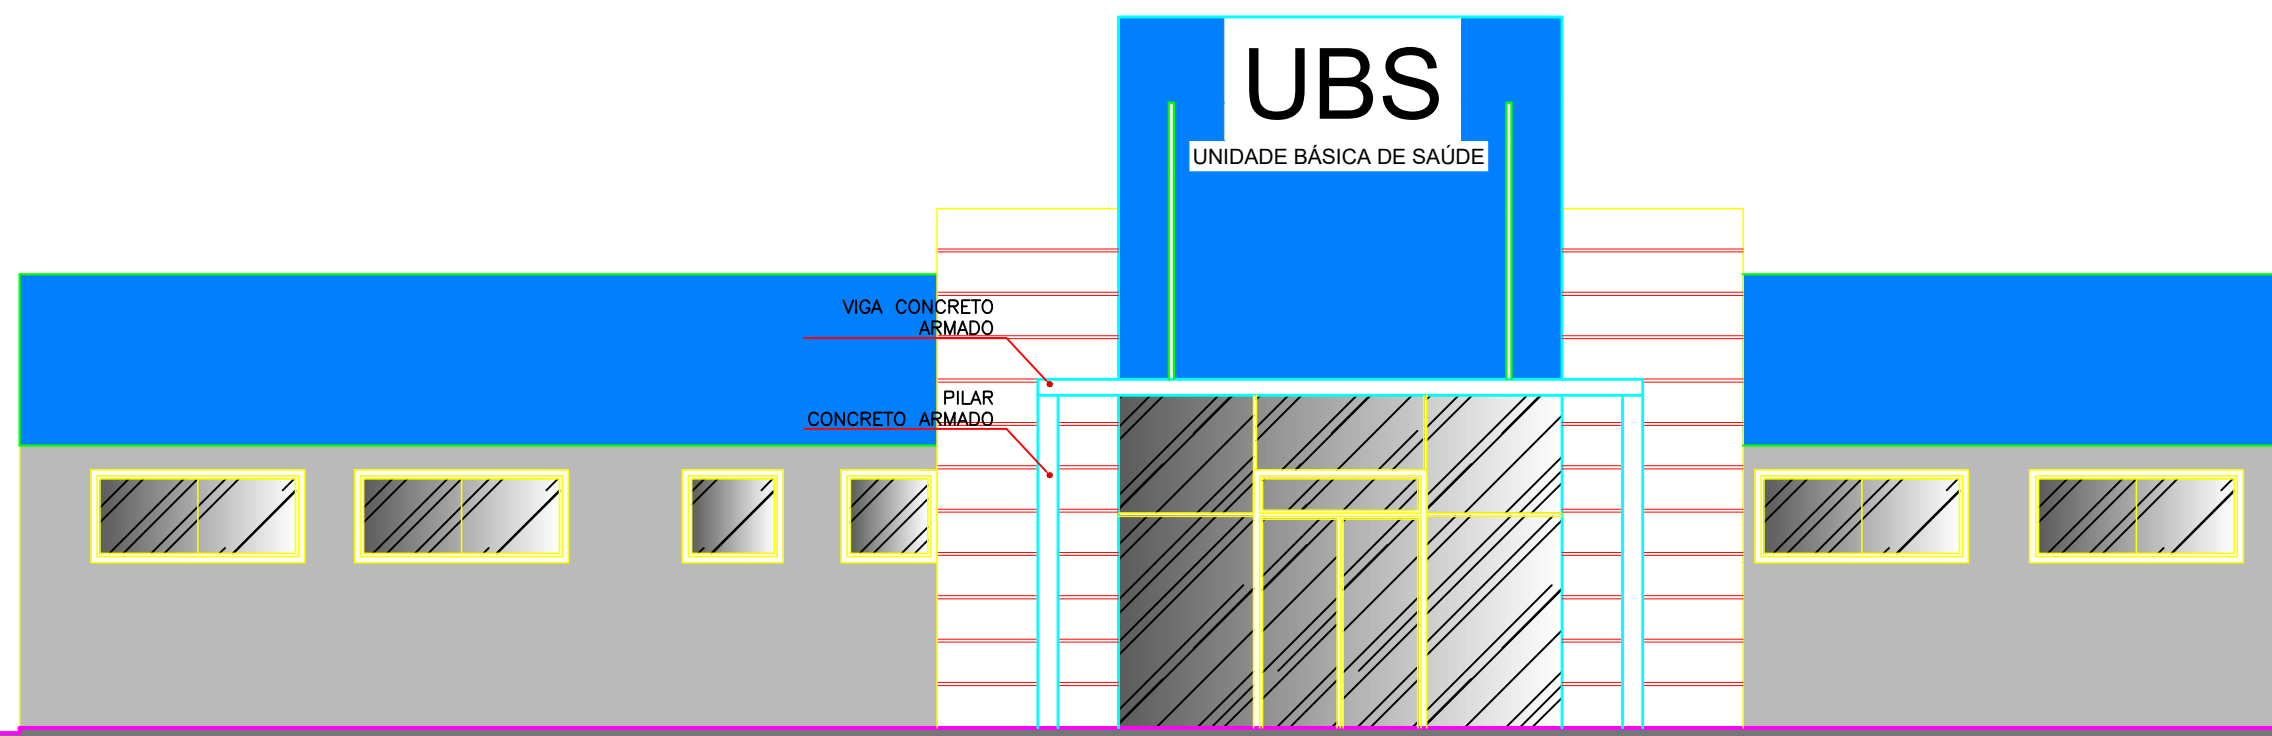 UBS
UNIDADE BÁSICA DE SAÚDE
VIGA CONCRETO
ARMADO
PILAR
CONCRETO ARMADO